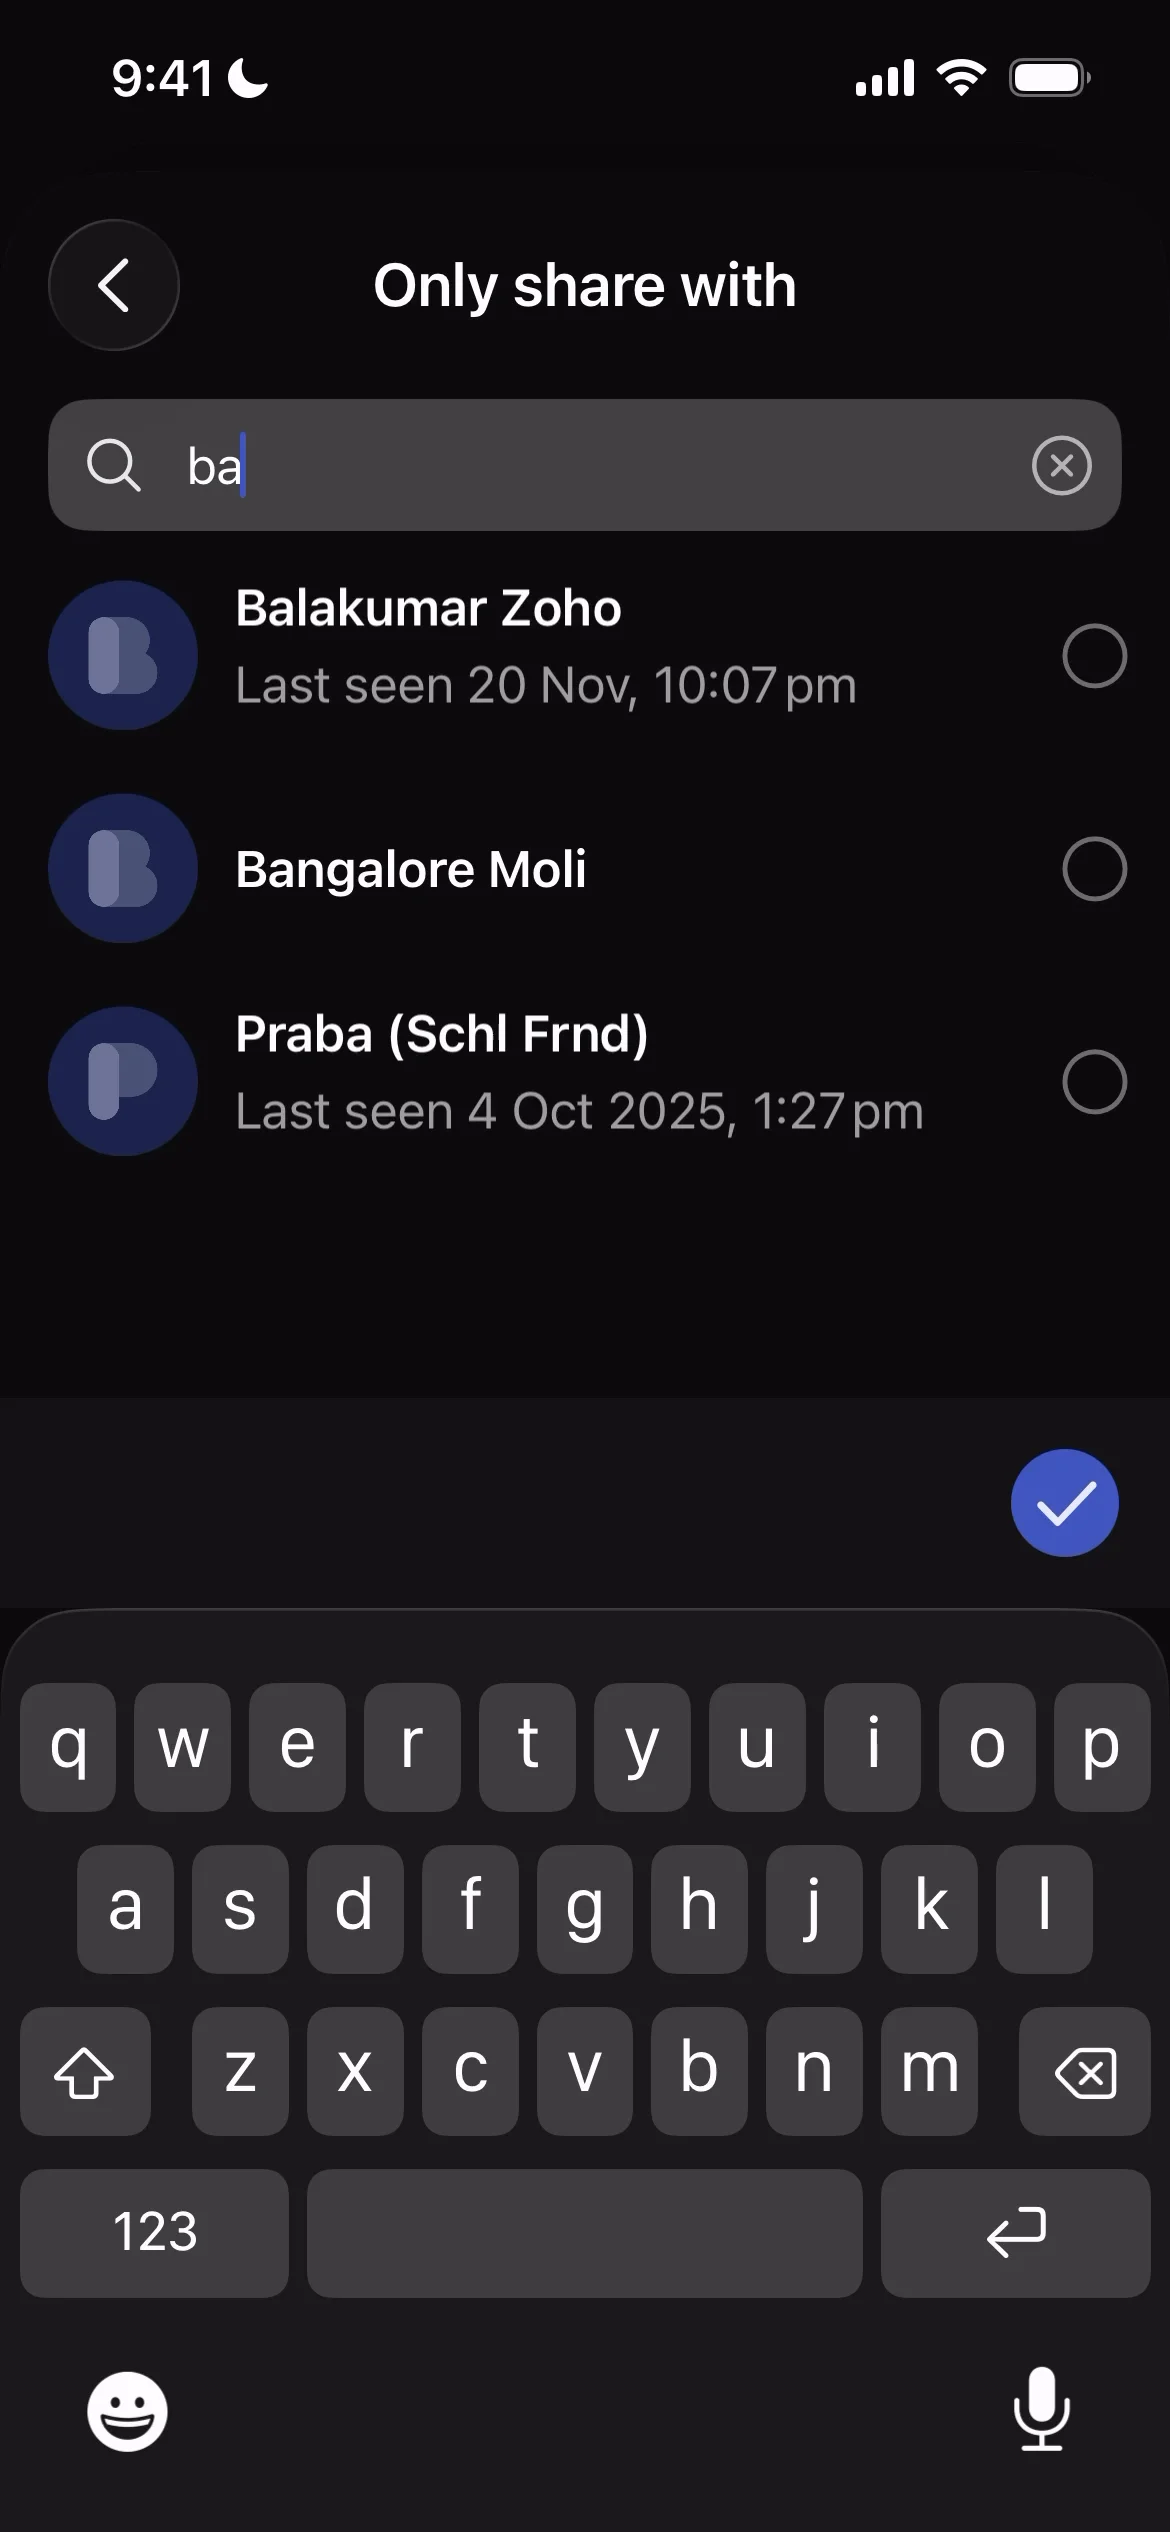 9:41
Only share with
ba
Balakumar Zoho
Last seen 20 Nov, 10:07 pm
Bangalore Moli
Praba (Schl Frnd)
Last seen 4 Oct 2025, 1:27 pm
q w e r t y u i o p
a s d f g h j k l
z x c v b n m
123